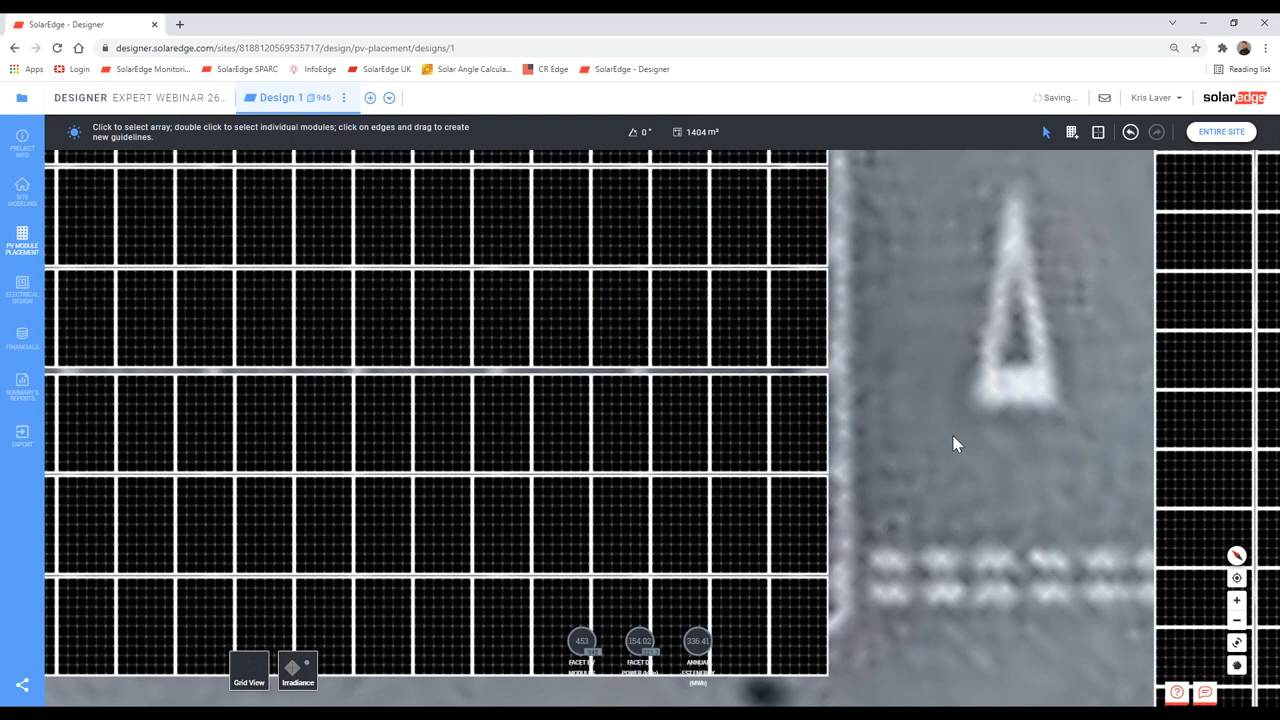 SolarEdge - Designer
designer.solaredge.com/sites/8188120569535717/design/pv-placement/designs/1
Apps
Login
SolarEdge Monitori...
SolarEdge SPARC
InfoEdge
SolarEdge UK
Solar Angle Calcula...
CR Edge
SolarEdge - Designer
Reading list
DESIGNER EXPERT WEBINAR 26...
Design 1 945
Saving...
Kris Laver
solaredge
Click to select array; double click to select individual modules; click on edges and drag to create
new guidelines.
0°
1404 m²
ENTIRE SITE
PROJECT
INFO
SITE
MODELING
PV MODULE
PLACEMENT
ELECTRICAL
DESIGN
FINANCIALS
SUMMARY &
REPORTS
EXPORT
Grid View
Irradiance
453
154.02
336.41
(MWh)